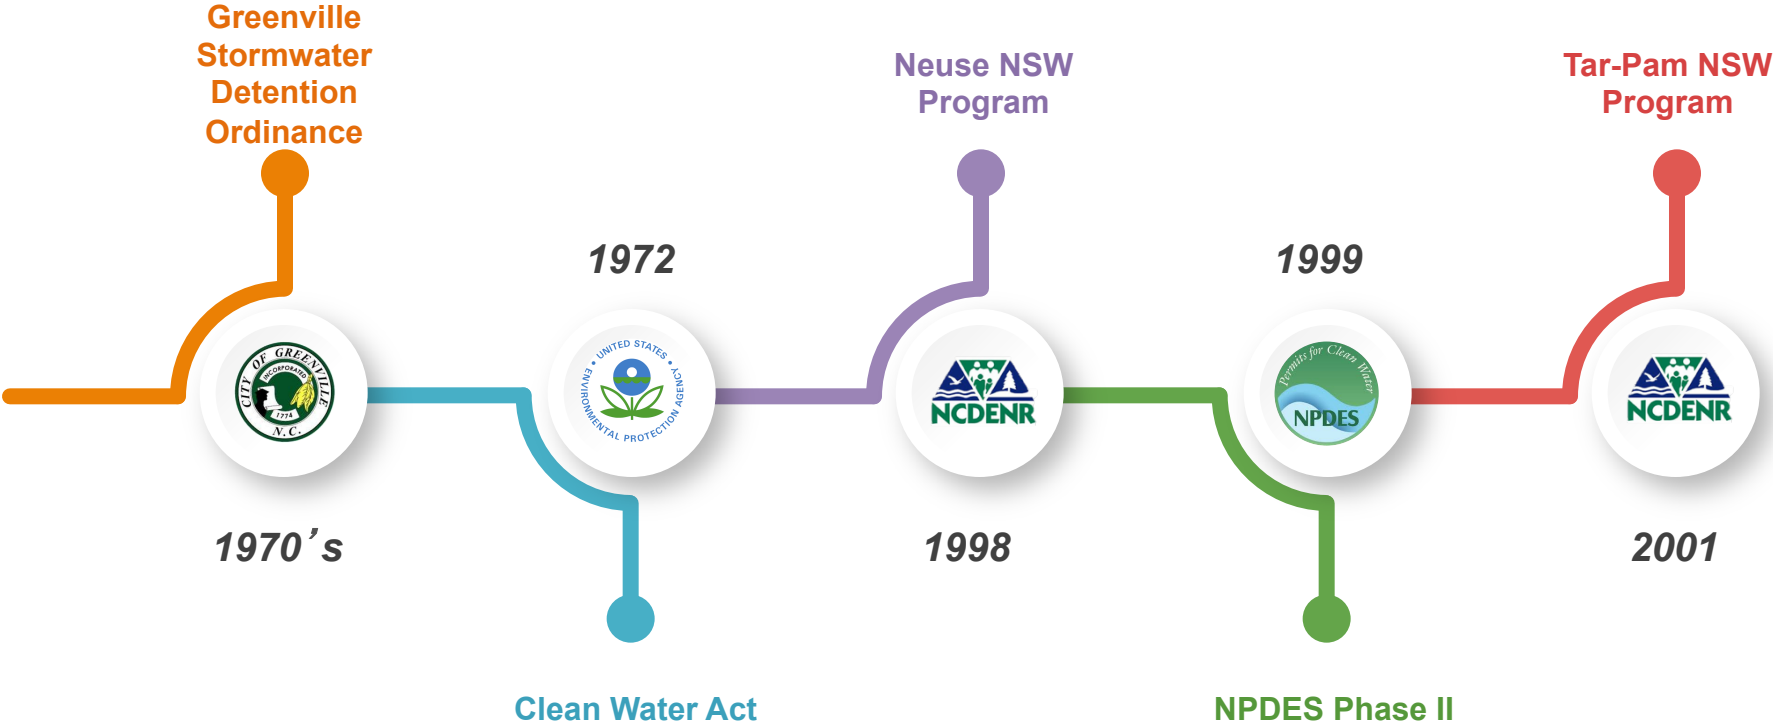 Greenville
Stormwater
Detention
Ordinance
Neuse NSW
Program
Tar-Pam NSW
Program
1972
1999
CITY OF GREENVILLE
INCORPORATED
1774
N.C.
UNITED STATES
ENVIRONMENTAL PROTECTION AGENCY
NCDENR
Permits for Clean Water
NPDES
NCDENR
1970's
1998
2001
Clean Water Act
NPDES Phase II